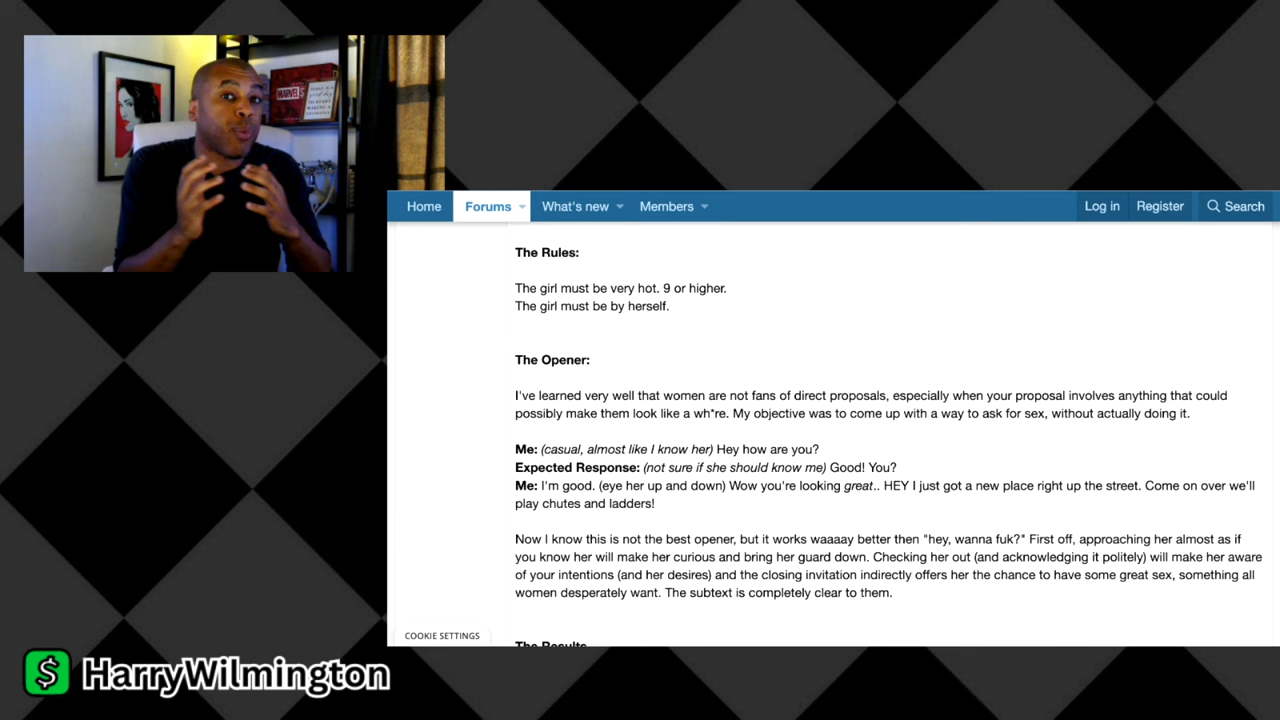 MARVEL
Home
Forums
What's new
Members
Log in
Register
Search
The Rules:
The girl must be very hot. 9 or higher.
The girl must be by herself.
The Opener:
I've learned very well that women are not fans of direct proposals, especially when your proposal involves anything that could
possibly make them look like a wh*re. My objective was to come up with a way to ask for sex, without actually doing it.
Me: (casual, almost like I know her) Hey how are you?
Expected Response: (not sure if she should know me) Good! You?
Me: I'm good. (eye her up and down) Wow you're looking great.. HEY I just got a new place right up the street. Come on over we'll
play chutes and ladders!
Now I know this is not the best opener, but it works waaaay better then "hey, wanna fuk?" First off, approaching her almost as if
you know her will make her curious and bring her guard down. Checking her out (and acknowledging it politely) will make her aware
of your intentions (and her desires) and the closing invitation indirectly offers her the chance to have some great sex, something all
women desperately want. The subtext is completely clear to them.
The Results
COOKIE SETTINGS
$ HarryWilmington